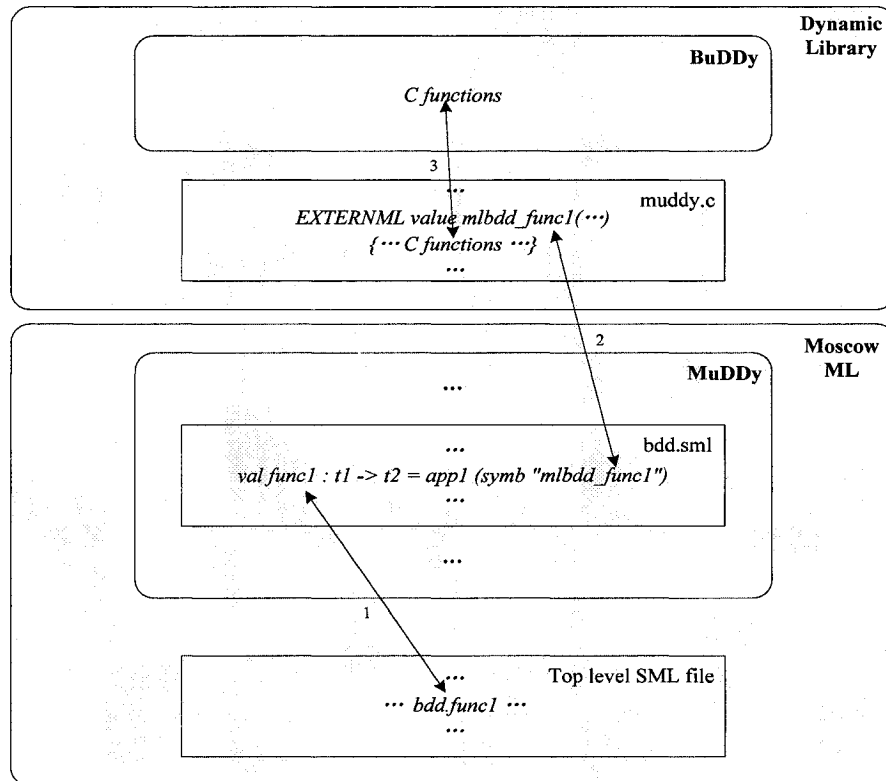 Dynamic
Library
BuDDy
C functions
3
...
muddy.c
EXTERNML value mlbdd_func1(...)
{... C functions ...}
...
2
Moscow
ML
MuDDy
...
...
bdd.sml
val func1 : t1 -> t2 = app1 (symb "mlbdd_func1")
...
...
1
Top level SML file
...
... bdd.func1 ...
...